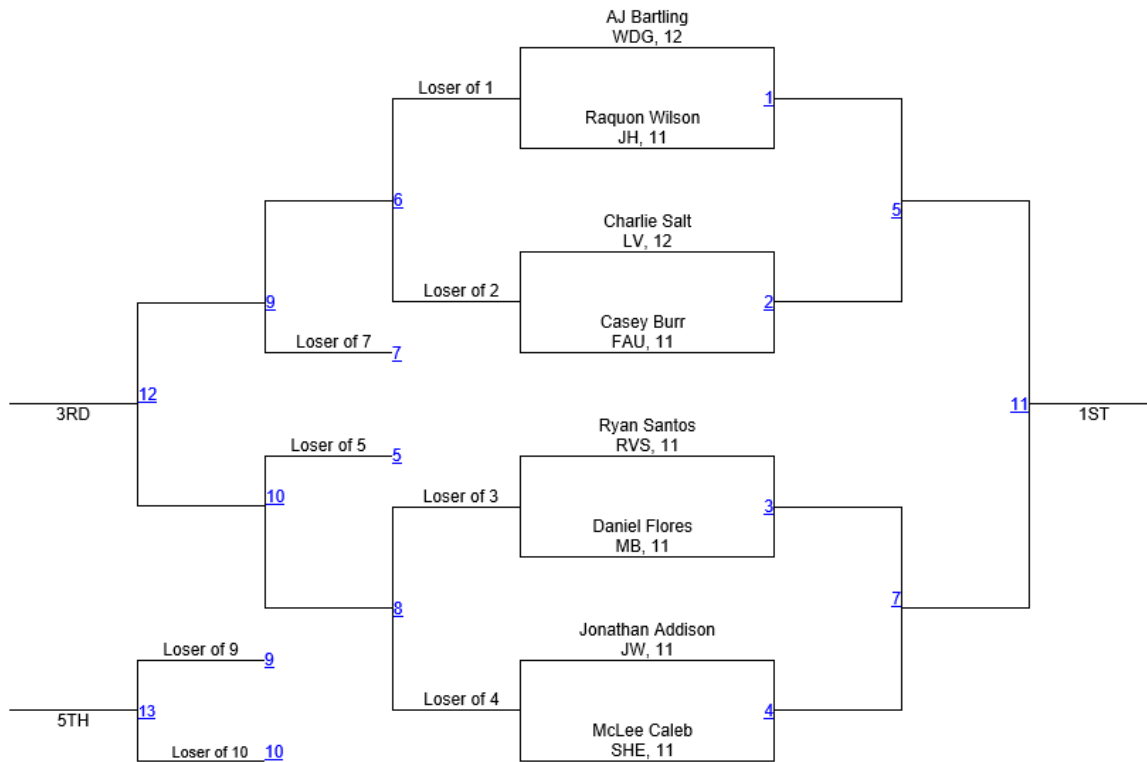 AJ Bartling
WDG, 12
Loser of 1
1
Raquon Wilson
JH, 11
6
5
Charlie Salt
LV, 12
Loser of 2
2
9
Casey Burr
FAU, 11
Loser of 7
7
12
3RD
11
1ST
Ryan Santos
RVS, 11
Loser of 5
5
10
Loser of 3
3
Daniel Flores
MB, 11
8
7
Jonathan Addison
JW, 11
Loser of 9
9
Loser of 4
4
13
5TH
McLee Caleb
SHE, 11
Loser of 10
10